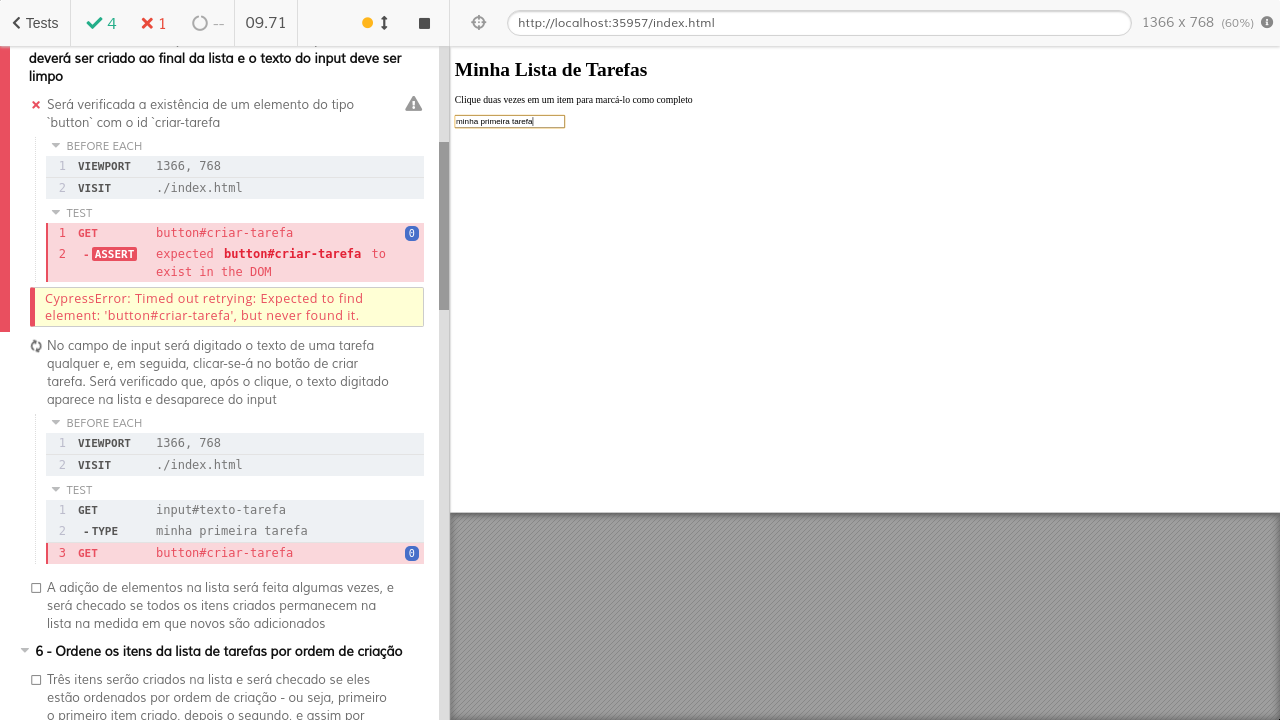 Tests 4 1 -- 09.71 http://localhost:35957/index.html 1366 x 768 (60%)
deverá ser criado ao final da lista e o texto do input deve ser
limpo
Será verificada a existência de um elemento do tipo
`button` com o id `criar-tarefa
BEFORE EACH
1 VIEWPORT 1366, 768
2 VISIT ./index.html
TEST
1 GET button#criar-tarefa 0
2 -ASSERT expected button#criar-tarefa to
exist in the DOM
CypressError: Timed out retrying: Expected to find
element: 'button#criar-tarefa', but never found it.
No campo de input será digitado o texto de uma tarefa
qualquer e, em seguida, clicar-se-á no botão de criar
tarefa. Será verificado que, após o clique, o texto digitado
aparece na lista e desaparece do input
BEFORE EACH
1 VIEWPORT 1366, 768
2 VISIT ./index.html
TEST
1 GET input#texto-tarefa
2 -TYPE minha primeira tarefa
3 GET button#criar-tarefa 0
A adição de elementos na lista será feita algumas vezes, e
será checado se todos os itens criados permanecem na
lista na medida em que novos são adicionados
6 - Ordene os itens da lista de tarefas por ordem de criação
Três itens serão criados na lista e será checado se eles
estão ordenados por ordem de criação - ou seja, primeiro
o primeiro item criado, depois o segundo, e assim por
Minha Lista de Tarefas
Clique duas vezes em um item para marcá-lo como completo
minha primeira tarefa